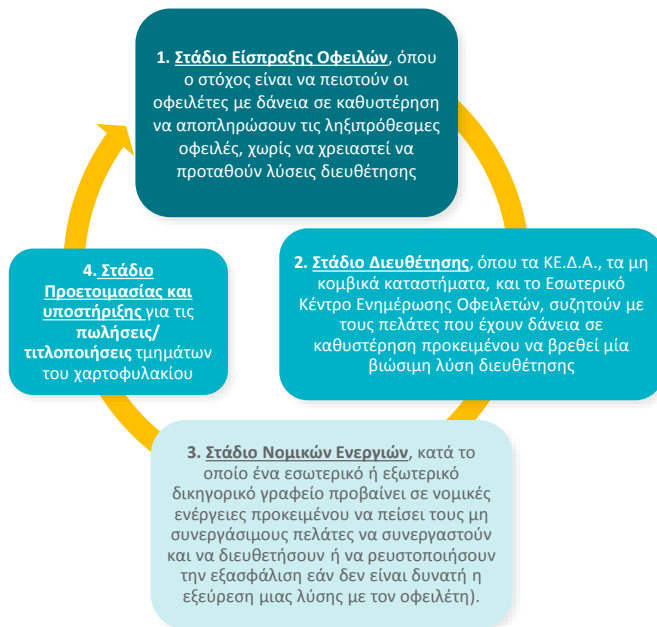 1. Στάδιο Είσπραξης Οφειλών, όπου
ο στόχος είναι να πειστούν οι
οφειλέτες με δάνεια σε καθυστέρηση
να αποπληρώσουν τις ληξιπρόθεσμες
οφειλές, χωρίς να χρειαστεί να
προταθούν λύσεις διευθέτησης
2. Στάδιο Διευθέτησης, όπου τα ΚΕ.Δ.Α., τα μη
κομβικά καταστήματα, και το Εσωτερικό
Κέντρο Ενημέρωσης Οφειλετών, συζητούν με
τους πελάτες που έχουν δάνεια σε
καθυστέρηση προκειμένου να βρεθεί μία
βιώσιμη λύση διευθέτησης
3. Στάδιο Νομικών Ενεργιών, κατά το
οποίο ένα εσωτερικό ή εξωτερικό
δικηγορικό γραφείο προβαίνει σε νομικές
ενέργειες προκειμένου να πείσει τους μη
συνεργάσιμους πελάτες να συνεργαστούν
και να διευθετήσουν ή να ρευστοποιήσουν
την εξασφάλιση εάν δεν είναι δυνατή η
εξεύρεση μιας λύσης με τον οφειλέτη).
4. Στάδιο
Προετοιμασίας και
υποστήριξης για τις
πωλήσεις/
τιτλοποιήσεις τμημάτων
του χαρτοφυλακίου